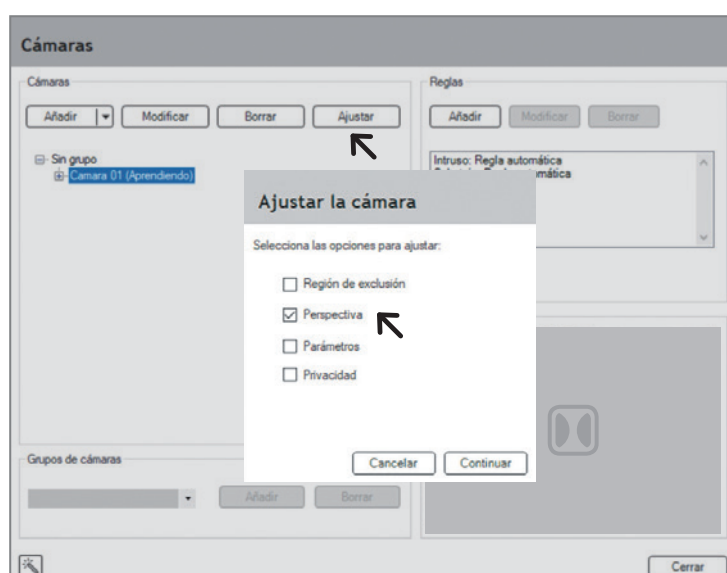 Cámaras
Cámaras
Añadir
Modificar
Borrar
Ajustar
Sin grupo
Camara 01 (Aprendiendo)
Reglas
Añadir
Modificar
Borrar
Intruso: Regla automática
Ajustar la cámara
Selecciona las opciones para ajustar:
Región de exclusión
Perspectiva
Parámetros
Privacidad
Cancelar
Continuar
Grupos de cámaras
Añadir
Borrar
Cerrar